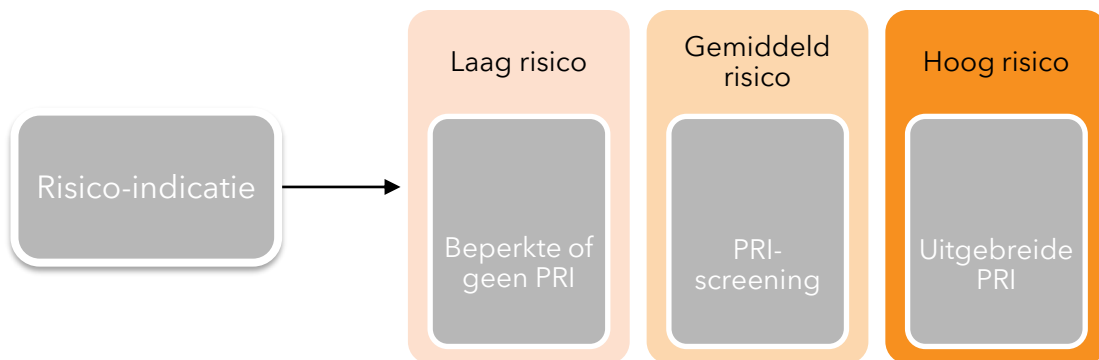 Risico-indicatie
Laag risico
Beperkte of
geen PRI
Gemiddeld
risico
PRI-
screening
Hoog risico
Uitgebreide
PRI